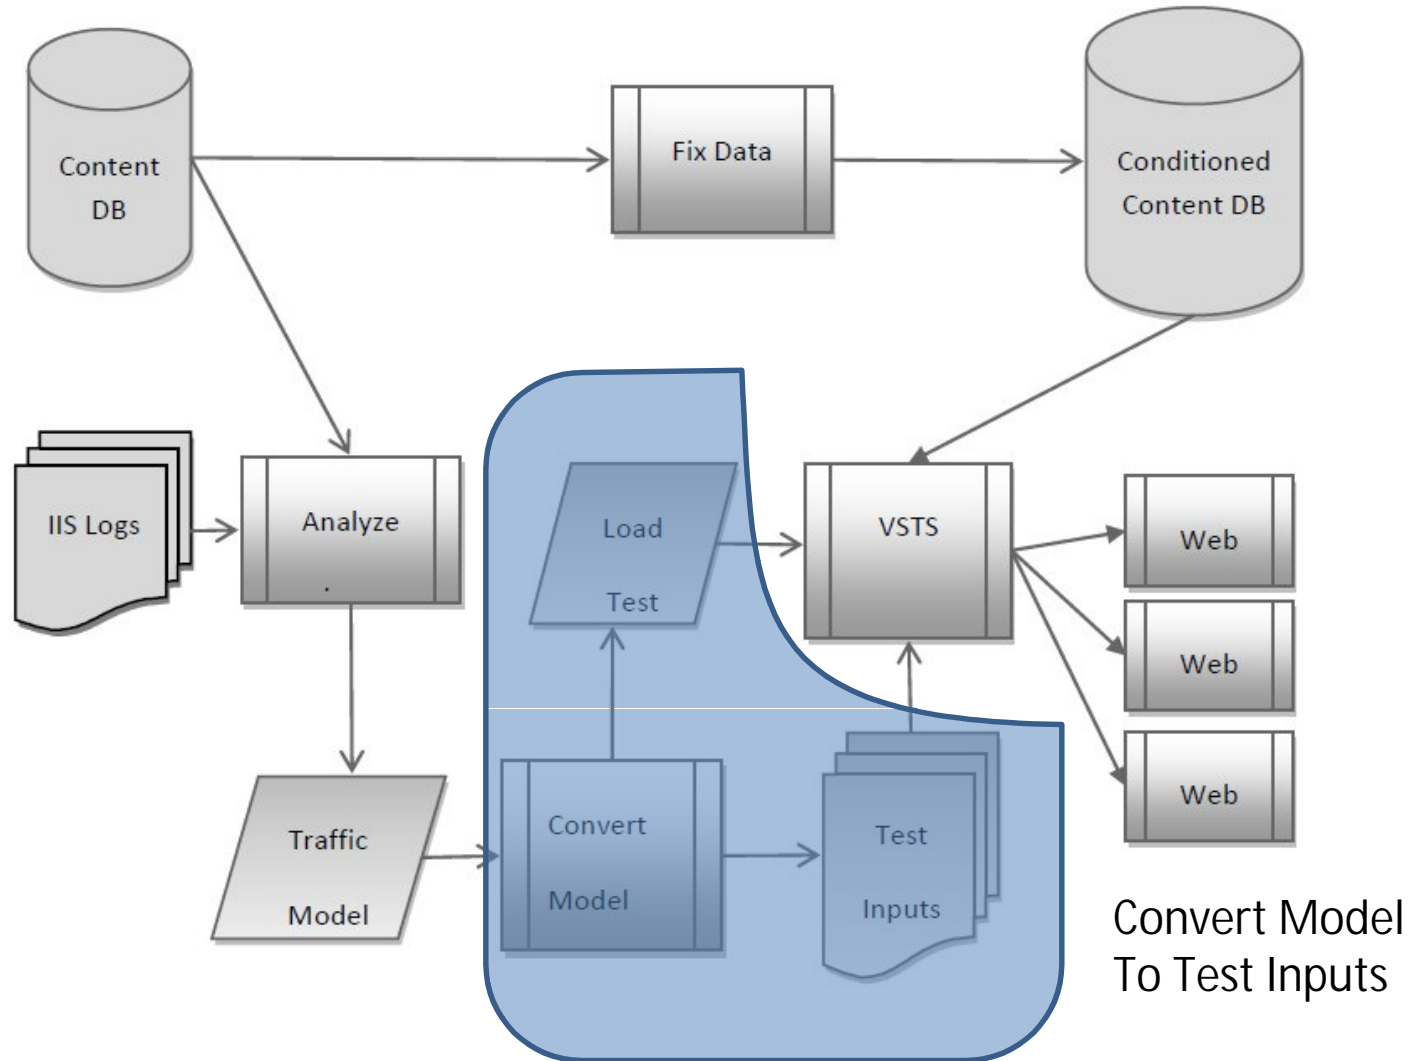 Content
DB
Fix Data
Conditioned
Content DB
IIS Logs
Analyze
.
Load
Test
VSTS
Web
Web
Web
Traffic
Model
Convert
Model
Test
Inputs
Convert Model
To Test Inputs